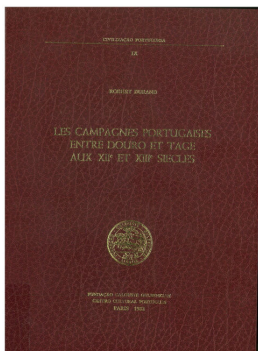 CIVILIZAÇÃO PORTUGUESA
IX
ROBERT DURAND
LES CAMPAGNES PORTUGAISES
ENTRE DOURO ET TAGE
AUX XIIe ET XIIIe SIÈCLES
FUNDAÇÃO CALOUSTE GULBENKIAN
CENTRO CULTURAL PORTUGUÊS
PARIS 1982